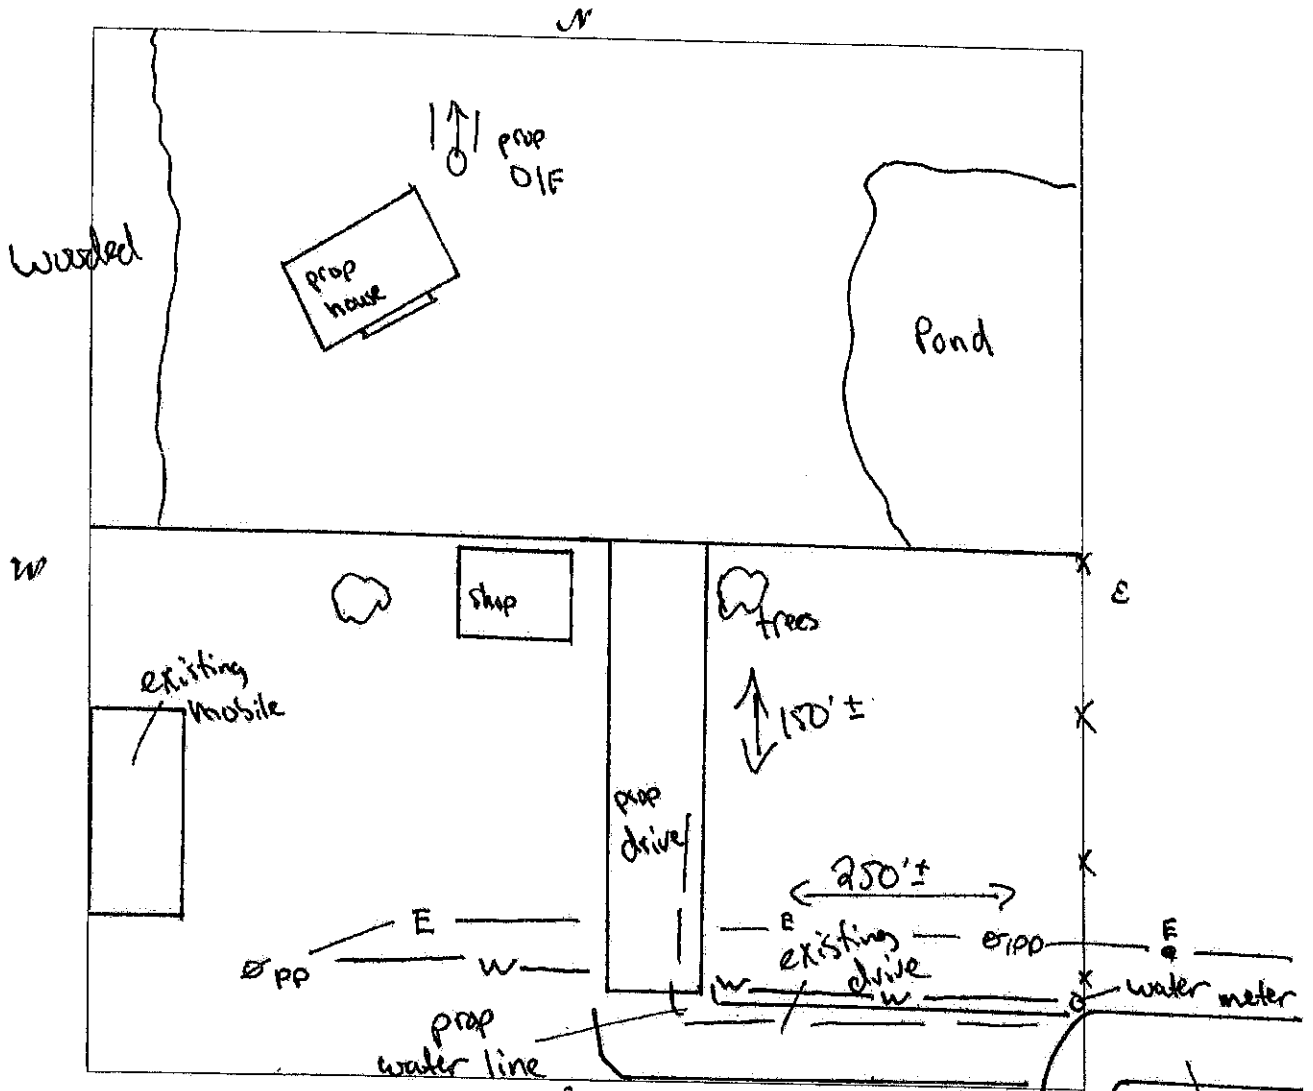 N
prop
O/F
Wooded
prop
house
Pond
W
shop
trees
E
existing
mobile
150' ±
prop
drive
250' ±
E
E
E
PP
W
existing
drive
PP
W
W
water meter
prop
water line